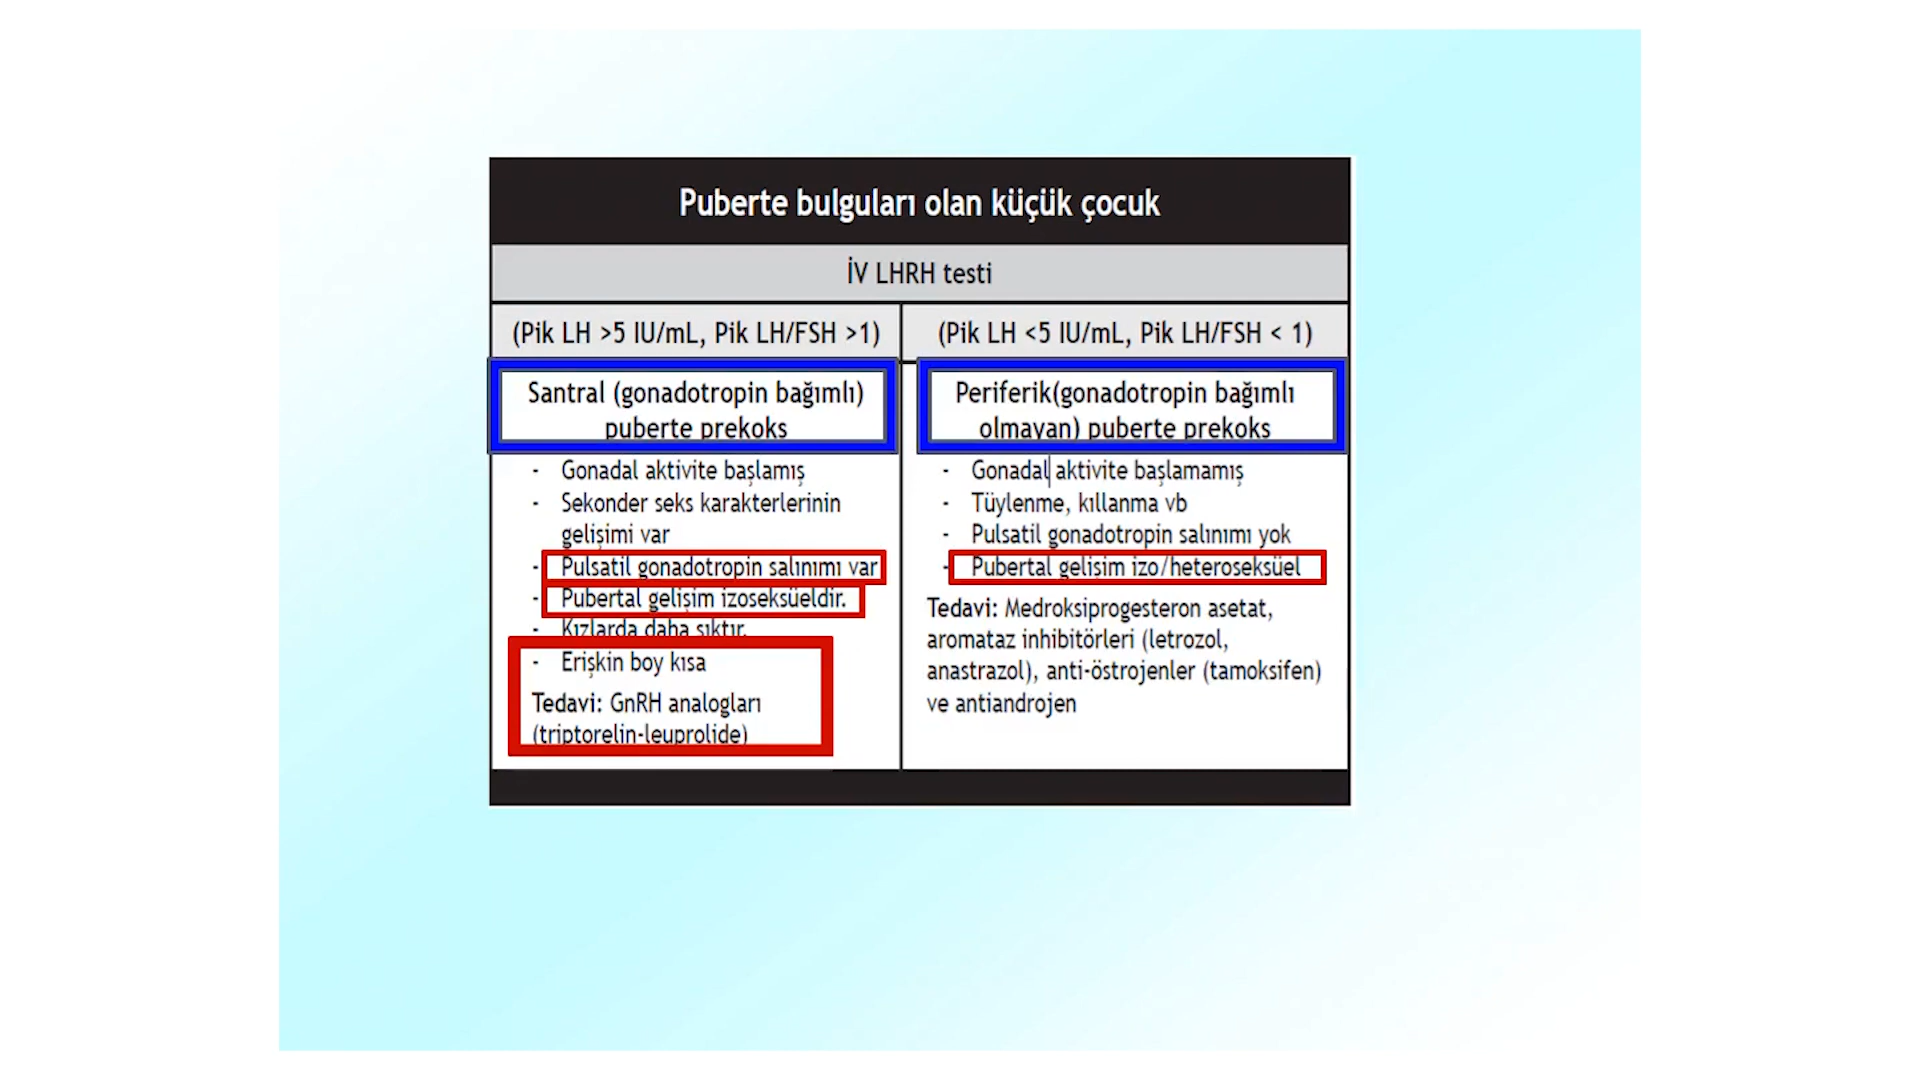 Puberte bulguları olan küçük çocuk
İV LHRH testi
(Pik LH >5 IU/mL, Pik LH/FSH >1)
Santral (gonadotropin bağımlı)
puberte prekoks
- Gonadal aktivite başlamış
- Sekonder seks karakterlerinin
gelişimi var
- Pulsatil gonadotropin salınımı var
- Pubertal gelişim izoseksüeldir.
- Kızlarda daha sıktır.
- Erişkin boy kısa
Tedavi: GnRH analogları
(triptorelin-leuprolide)
(Pik LH <5 IU/mL, Pik LH/FSH < 1)
Periferik(gonadotropin bağımlı
olmayan) puberte prekoks
- Gonadal aktivite başlamamış
- Tüylenme, kıllanma vb
- Pulsatil gonadotropin salınımı yok
- Pubertal gelişim izo/heteroseksüel
Tedavi: Medroksiprogesteron asetat,
aromataz inhibitörleri (letrozol,
anastrazol), anti-östrojenler (tamoksifen)
ve antiandrojen